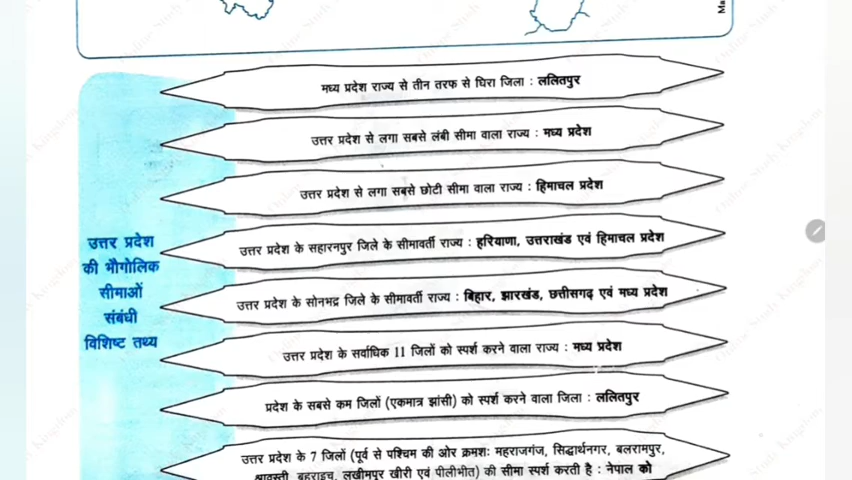 Ma
मध्य प्रदेश राज्य से तीन तरफ से घिरा जिला : ललितपुर
उत्तर प्रदेश से लगा सबसे लंबी सीमा वाला राज्य : मध्य प्रदेश
उत्तर प्रदेश से लगा सबसे छोटी सीमा वाला राज्य : हिमाचल प्रदेश
उत्तर प्रदेश के सहारनपुर जिले के सीमावर्ती राज्य : हरियाणा, उत्तराखंड एवं हिमाचल प्रदेश
उत्तर प्रदेश
की भौगोलिक
सीमाओं
संबंधी
विशिष्ट तथ्य
उत्तर प्रदेश के सोनभद्र जिले के सीमावर्ती राज्य : बिहार, झारखंड, छत्तीसगढ़ एवं मध्य प्रदेश
उत्तर प्रदेश के सर्वाधिक 11 जिलों को स्पर्श करने वाला राज्य : मध्य प्रदेश
प्रदेश के सबसे कम जिलों (एकमात्र झांसी) को स्पर्श करने वाला जिला : ललितपुर
उत्तर प्रदेश के 7 जिलों (पूर्व से पश्चिम की ओर क्रमशः महराजगंज, सिद्धार्थनगर, बलरामपुर,
श्रावस्ती, बहराइच, लखीमपुर खीरी एवं पीलीभीत) की सीमा स्पर्श करती है : नेपाल को